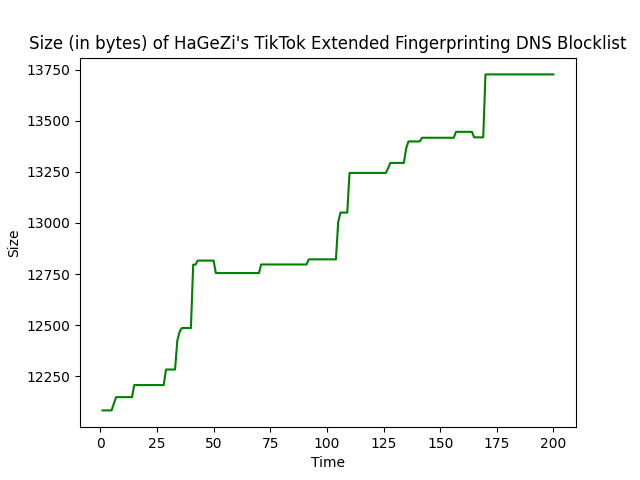 Size (in bytes) of HaGeZi's TikTok Extended Fingerprinting DNS Blocklist
13750
13500
13250
13000
12750
12500
12250
Size
0 25 50 75 100 125 150 175 200
Time